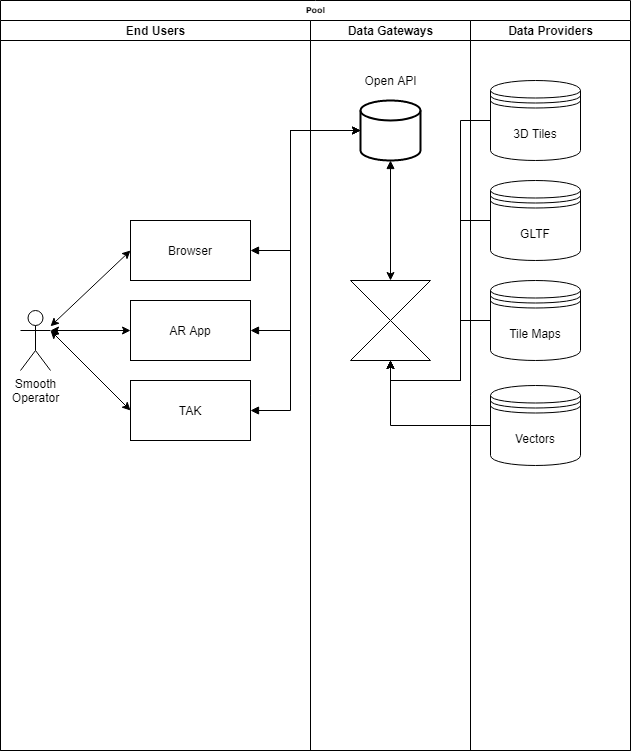 Pool
End Users
Data Gateways
Data Providers
Open API
3D Tiles
Browser
GLTF
AR App
Tile Maps
Smooth
Operator
TAK
Vectors